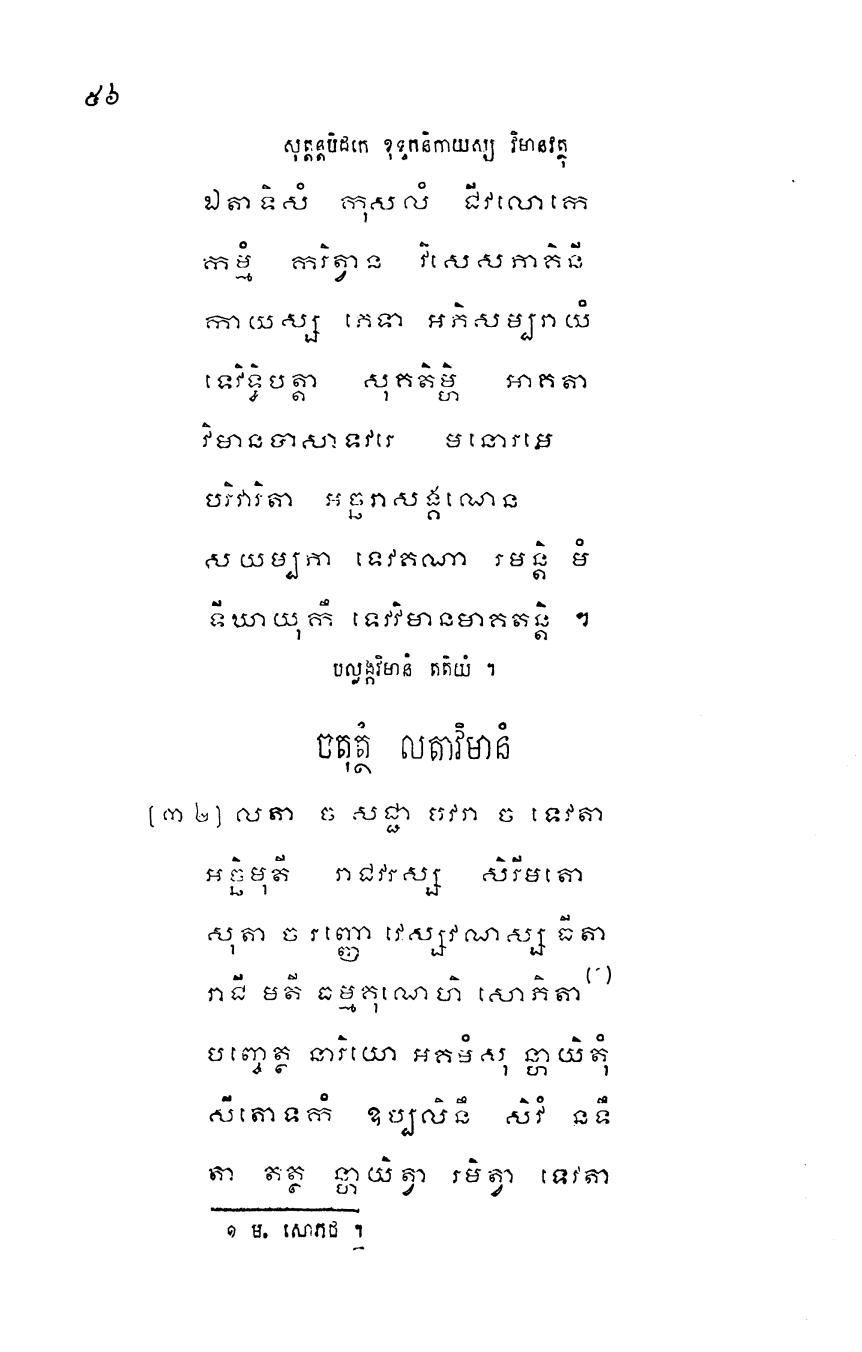 ៥៦
សុត្តន្តបិដកេ ខុទ្ទកនិកាយស្ស វិមានវត្ថុ
ឯតាទិសំ កុសលំ ជីវលោកេ
កម្មំ ករិត្វាន វិសេសភាគិនី
កាយស្ស ភេទា អភិសម្បរាយំ
ទេវិទ្ធិបត្តា សុគតិម្ហិ អាគតា
វិមានបាសាទវរេ មនោរមេ
បរិវារិតា អច្ឆរាសង្គណេន
សយម្បភា ទេវគណា រមន្តិ មំ
ទីឃាយុកឹ ទេវវិមានមាគតន្តិ ។
បល្លង្កវិមានំ តតិយំ ។
ចតុត្ថំ លតាវិមានំ
(៣២) លតា ច សជ្ជា បវរា ច ទេវតា
អច្ឆិមុតី រាជវរស្ស សិរីមតោ
សុតា ច រញ្ញោ វេស្សវណស្ស ធីតា
រាជី មតី ធម្មគុណេហិ សោភិតា(១)
បញ្ចេត្ថ នារិយោ អគមំសុ ន្ហាយិតុំ
សីតោទកំ ឧប្បលិនឹ សិវំ នទឹ
តា តត្ថ ន្ហាយិត្វា រមិត្វា ទេវតា
១ ម. សោភថ ។